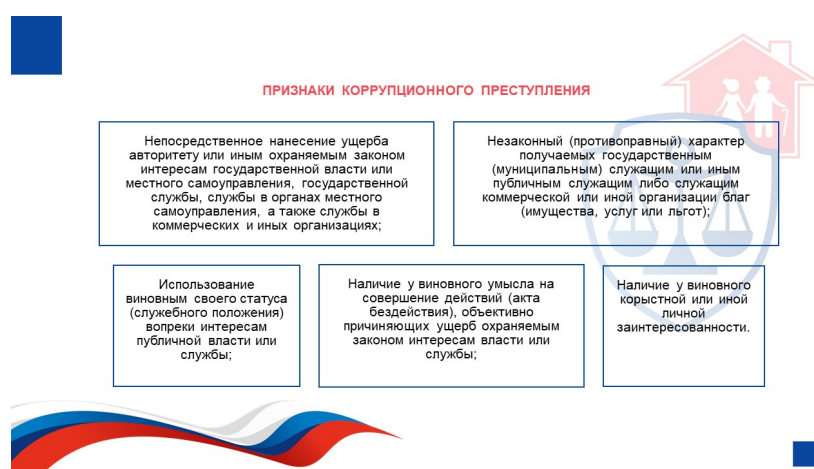 ПРИЗНАКИ КОРРУПЦИОННОГО ПРЕСТУПЛЕНИЯ
Непосредственное нанесение ущерба
авторитету или иным охраняемым законом
интересам государственной власти или
местного самоуправления, государственной
службы, службы в органах местного
самоуправления, а также службы в
коммерческих и иных организациях;
Незаконный (противоправный) характер
получаемых государственным
(муниципальным) служащим или иным
публичным служащим либо служащим
коммерческой или иной организации благ
(имущества, услуг или льгот);
Использование
виновным своего статуса
(служебного положения)
вопреки интересам
публичной власти или
службы;
Наличие у виновного умысла на
совершение действий (акта
бездействия), объективно
причиняющих ущерб охраняемым
законом интересам власти или
службы;
Наличие у виновного
корыстной или иной
личной
заинтересованности.